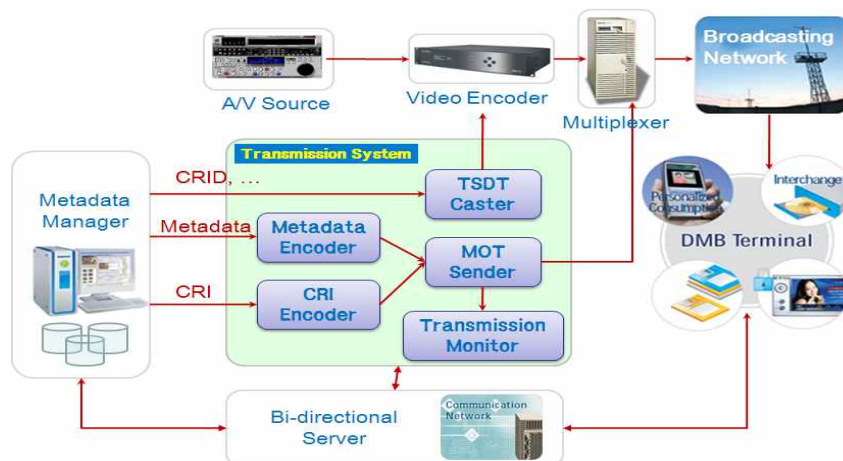 Broadcasting
Network
A/V Source
Video Encoder
Multiplexer
Transmission System
CRID, ...
TSDT
Caster
Metadata
Manager
Metadata
Metadata
Encoder
MOT
Sender
CRI
CRI
Encoder
Transmission
Monitor
Personalized
Consumption
Interchange
DMB Terminal
Bi-directional
Server
Communication
Network